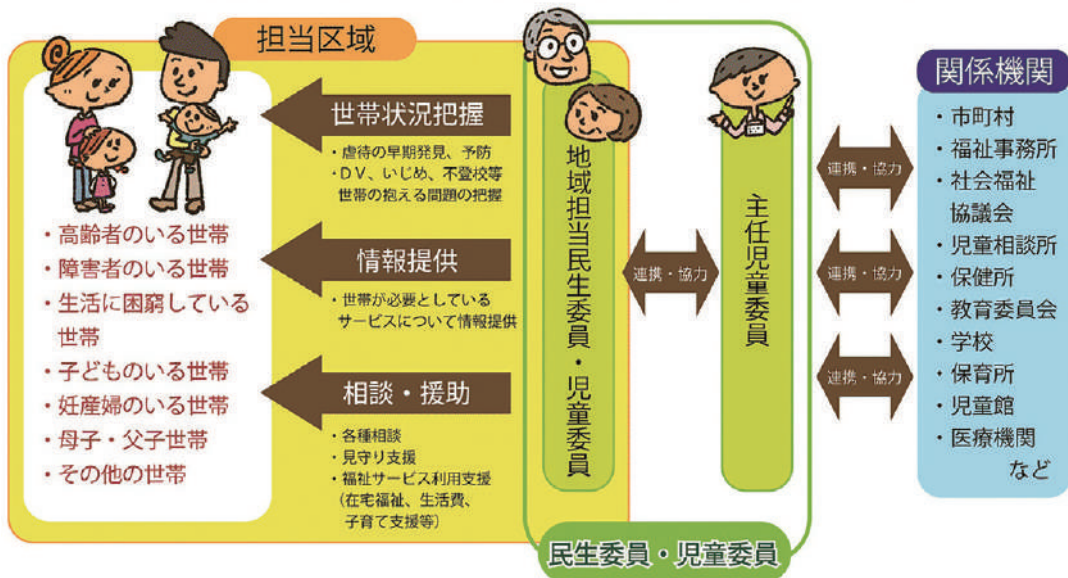 担当区域
・高齢者のいる世帯
・障害者のいる世帯
・生活に困窮している
世帯
・子どものいる世帯
・妊産婦のいる世帯
・母子・父子世帯
・その他の世帯
世帯状況把握
・虐待の早期発見、予防
・DV、いじめ、不登校等
世帯の抱える問題の把握
情報提供
・世帯が必要としている
サービスについて情報提供
相談・援助
・各種相談
・見守り支援
・福祉サービス利用支援
(在宅福祉、生活費、
子育て支援等)
地域担当民生委員・児童委員
連携・協力
主任児童委員
民生委員・児童委員
連携・協力
連携・協力
連携・協力
関係機関
・市町村
・福祉事務所
・社会福祉
協議会
・児童相談所
・保健所
・教育委員会
・学校
・保育所
・児童館
・医療機関
など